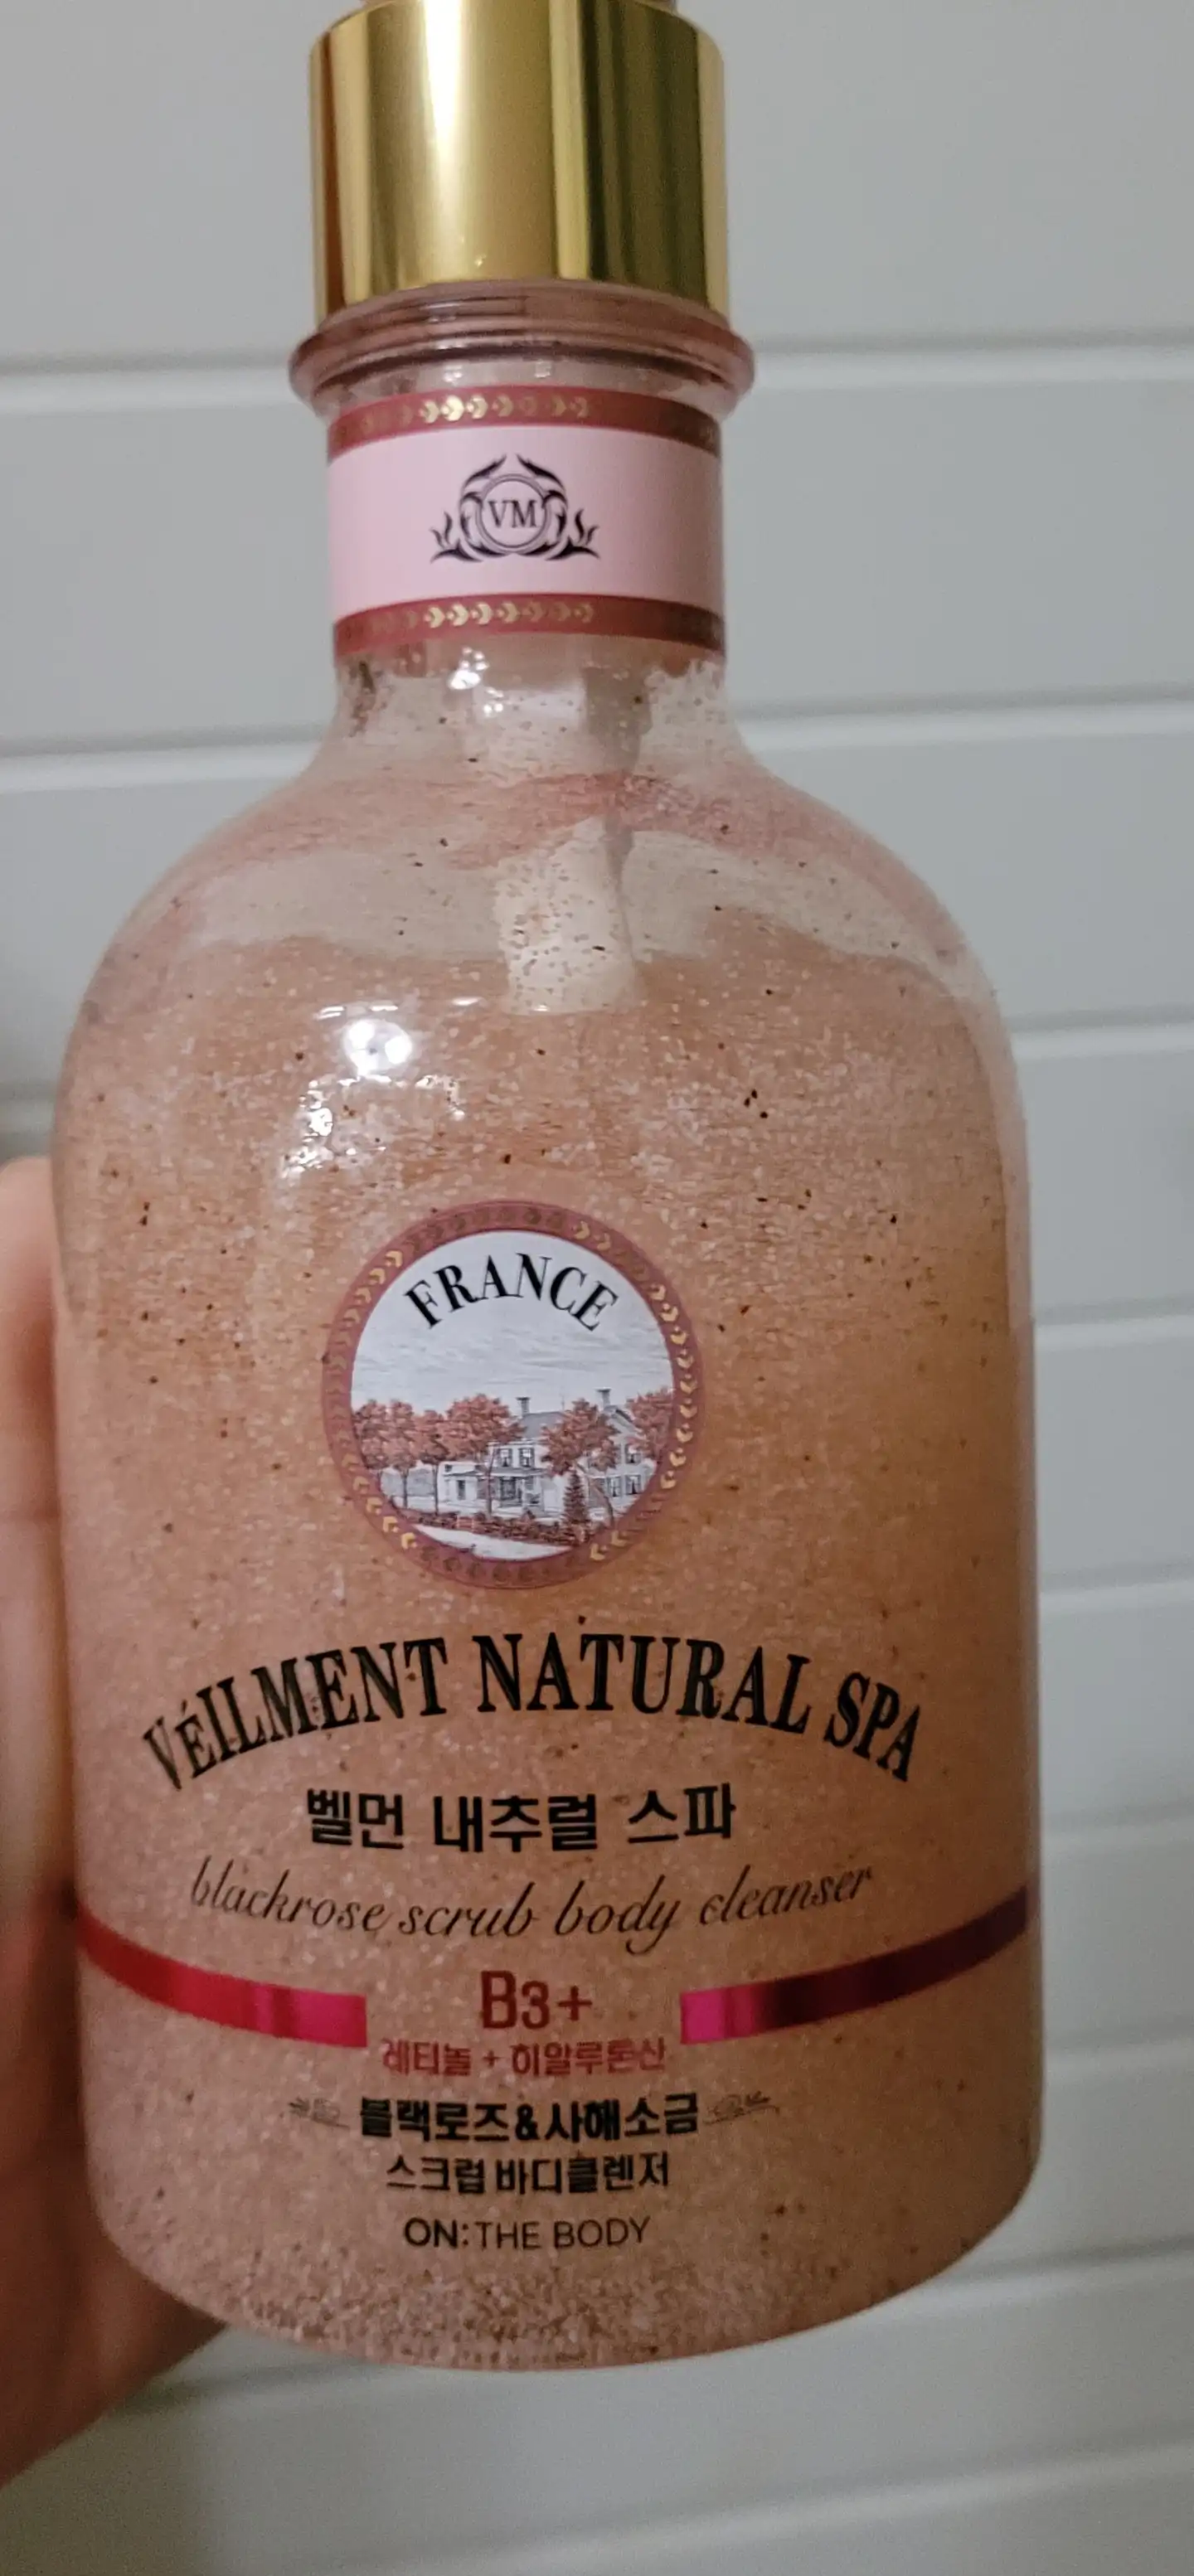 VM
FRANCE
VéILMENT NATURAL SPA
벨먼 내추럴 스파
blackrose scrub body cleanser
B3+
레티놀 + 히알루론산
블랙로즈&사해소금
스크럽 바디클렌저
ON: THE BODY